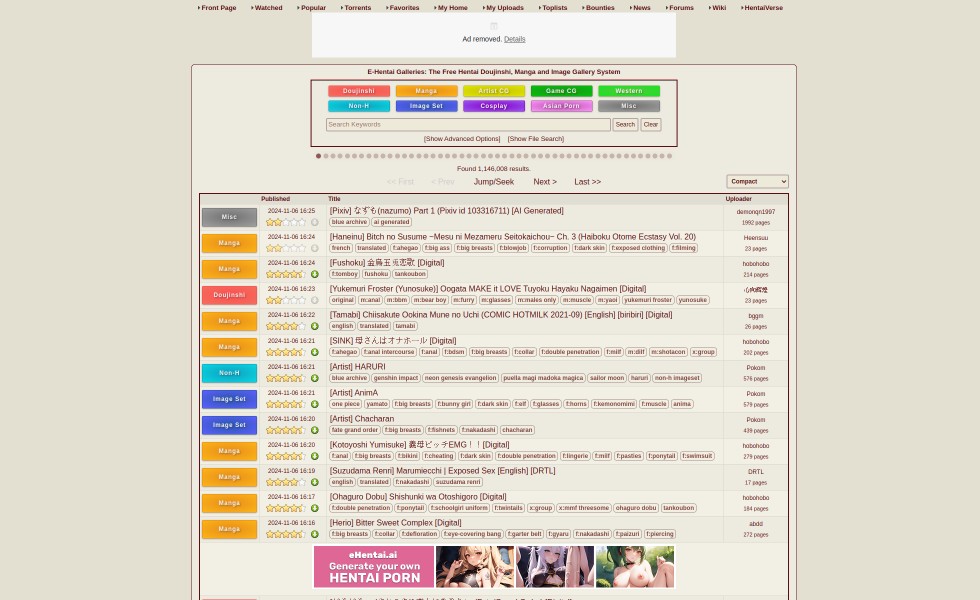 Front Page Watched Popular Torrents Favorites My Home My Uploads Toplists Bounties News Forums Wiki HentaiVerse
Ad removed. Details
E-Hentai Galleries: The Free Hentai Doujinshi, Manga and Image Gallery System
Doujinshi Manga Artist CG Game CG Western
Non-H Image Set Cosplay Asian Porn Misc
Search Keywords Search Clear
[Show Advanced Options] [Show File Search]
Found 1,146,008 results.
<< First < Prev Jump/Seek Next > Last >> Compact
Published Title Uploader
Misc 2024-11-06 16:25 [Pixiv] なずも(nazumo) Part 1 (Pixiv id 103316711) [AI Generated] demonqn1997
blue archive ai generated 1992 pages
Manga 2024-11-06 16:24 [Haneinu] Bitch no Susume ~Mesu ni Mezameru Seitokaichou~ Ch. 3 (Haiboku Otome Ecstasy Vol. 20) Heensuu
french translated f:ahegao f:big ass f:big breasts f:blowjob f:corruption f:dark skin f:exposed clothing f:filming 23 pages
Manga 2024-11-06 16:24 [Fushoku] 金烏玉兎恋歌 [Digital] hobohobo
f:tomboy fushoku tankoubon 214 pages
Doujinshi 2024-11-06 16:23 [Yukemuri Froster (Yunosuke)] Oogata MAKE it LOVE Tuyoku Hayaku Nagaimen [Digital]
original m:anal m:bbm m:bear boy m:furry m:glasses m:males only m:muscle m:yaoi yukemuri froster yunosuke 23 pages
Manga 2024-11-06 16:22 [Tamabi] Chiisakute Ookina Mune no Uchi (COMIC HOTMILK 2021-09) [English] [biribiri] [Digital] bggm
english translated tamabi 26 pages
Manga 2024-11-06 16:21 [SINK] 母さんはオナホール [Digital] hobohobo
f:ahegao f:anal intercourse f:anal f:bdsm f:big breasts f:collar f:double penetration f:milf m:dilf m:shotacon x:group 202 pages
Non-H 2024-11-06 16:21 [Artist] HARURI Pokom
blue archive genshin impact neon genesis evangelion puella magi madoka magica sailor moon haruri non-h imageset 576 pages
Image Set 2024-11-06 16:21 [Artist] AnimA Pokom
one piece yamato f:big breasts f:bunny girl f:dark skin f:elf f:glasses f:horns f:kemonomimi f:muscle anima 579 pages
Image Set 2024-11-06 16:20 [Artist] Chacharan Pokom
fate grand order f:big breasts f:fishnets f:nakadashi chacharan 439 pages
Manga 2024-11-06 16:20 [Kotoyoshi Yumisuke] 義母ビッチEMG！！[Digital] hobohobo
f:anal f:big breasts f:bikini f:cheating f:dark skin f:double penetration f:lingerie f:milf f:pasties f:ponytail f:swimsuit 279 pages
Manga 2024-11-06 16:19 [Suzudama Renri] Marumiecchi | Exposed Sex [English] [DRTL] DRTL
english translated f:nakadashi suzudama renri 17 pages
Manga 2024-11-06 16:17 [Ohaguro Dobu] Shishunki wa Otoshigoro [Digital] hobohobo
f:double penetration f:ponytail f:schoolgirl uniform f:twintails x:group x:mmf threesome ohaguro dobu tankoubon 184 pages
Manga 2024-11-06 16:16 [Herio] Bitter Sweet Complex [Digital] abdd
f:big breasts f:collar f:defloration f:eye-covering bang f:garter belt f:gyaru f:nakadashi f:paizuri f:piercing 272 pages
eHentai.ai
Generate your own
HENTAI PORN